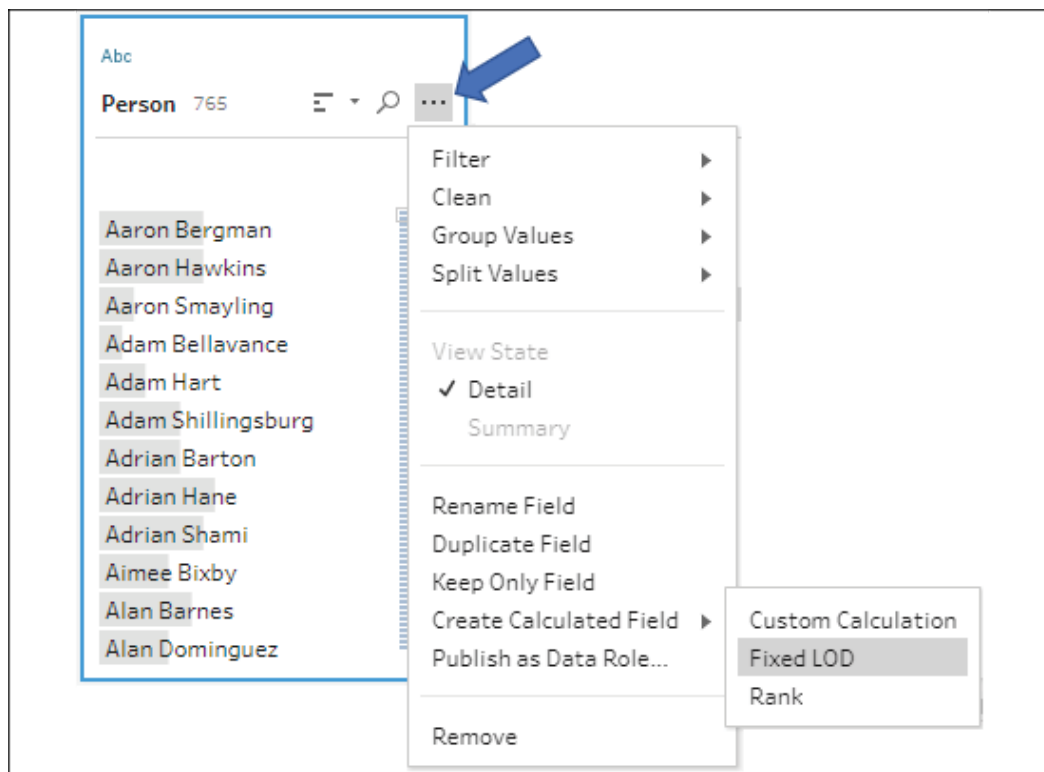 Abc
Person 765
Aaron Bergman
Aaron Hawkins
Aaron Smayling
Adam Bellavance
Adam Hart
Adam Shillingsburg
Adrian Barton
Adrian Hane
Adrian Shami
Aimee Bixby
Alan Barnes
Alan Dominguez
Filter
Clean
Group Values
Split Values
View State
Detail
Summary
Rename Field
Duplicate Field
Keep Only Field
Create Calculated Field
Publish as Data Role...
Remove
Custom Calculation
Fixed LOD
Rank